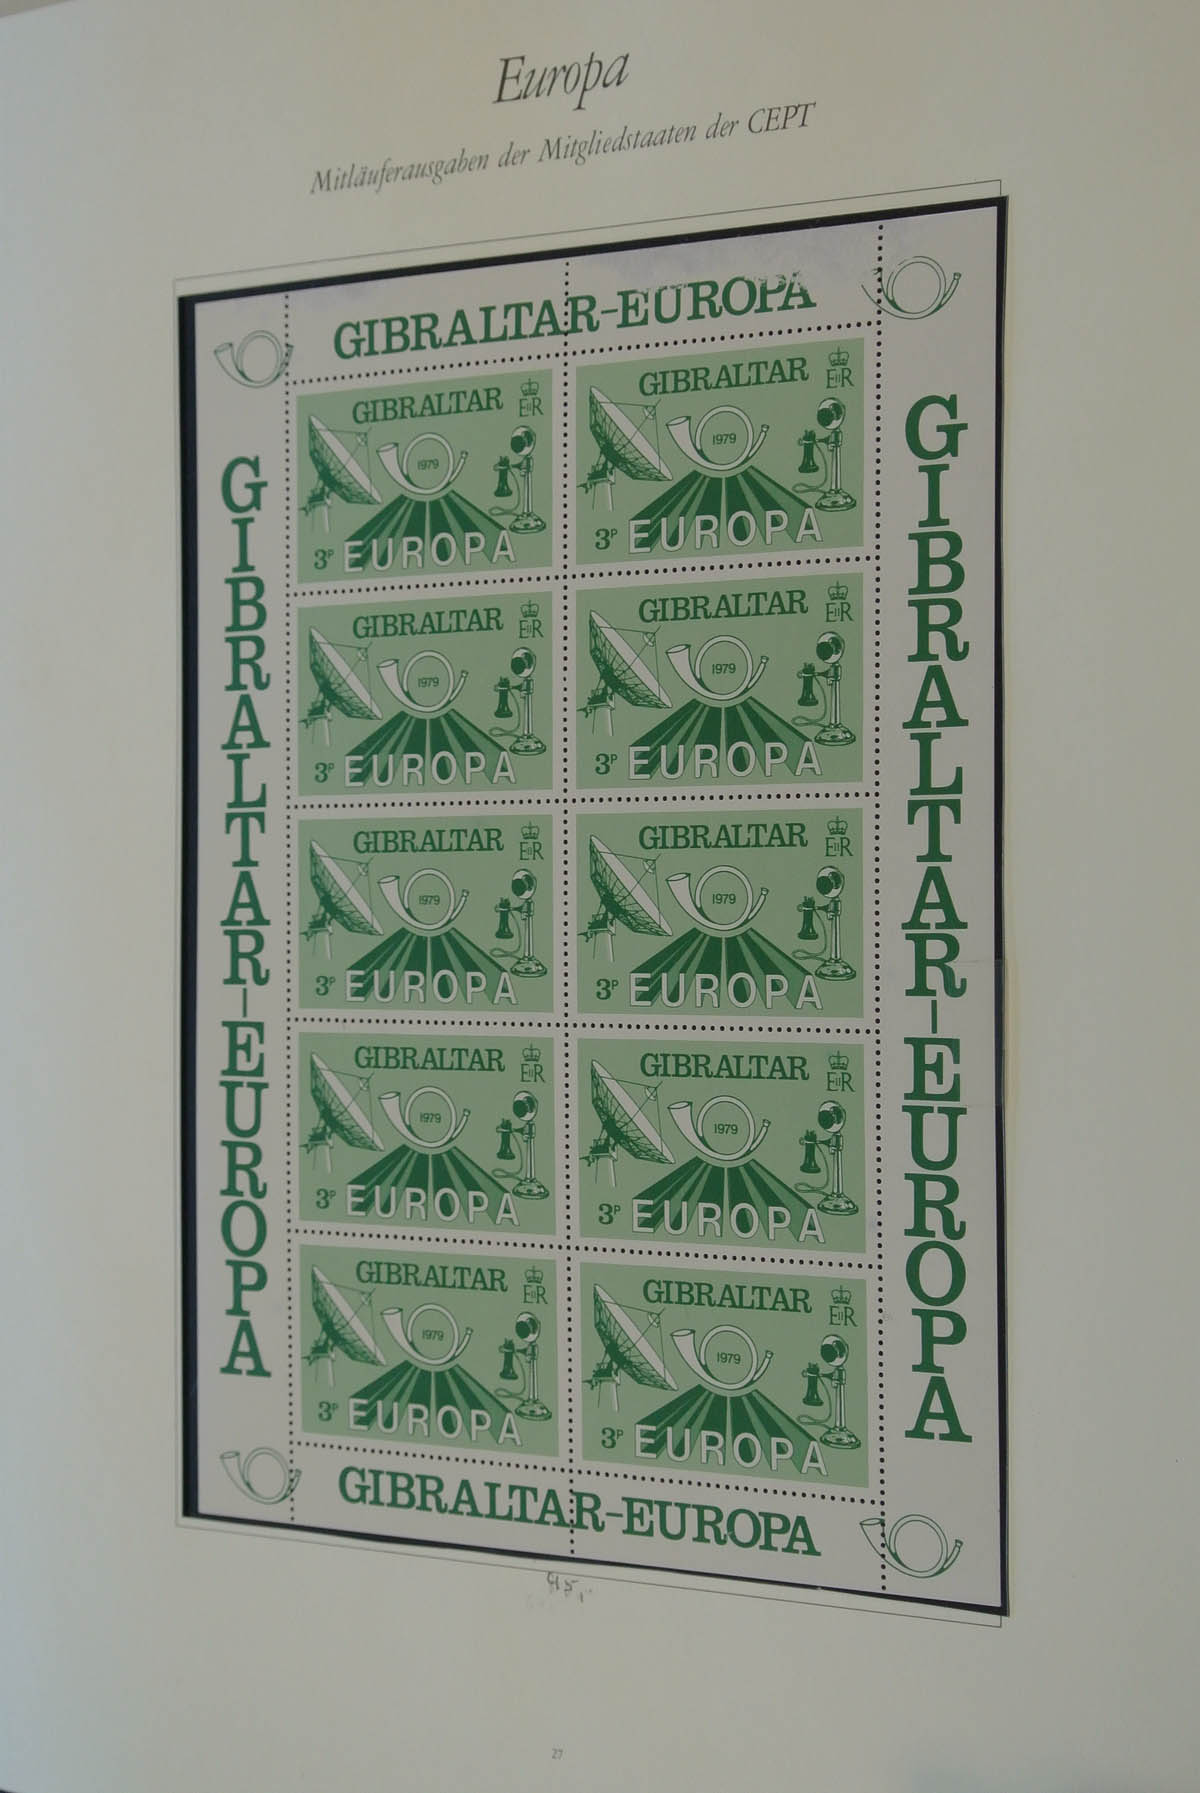 Europa
Mitläuferausgaben der Mitgliedstaaten der CEPT
GIBRALTAR-EUROPA
GIBRALTAR-EUROPA
GIBRALTAR-EUROPA
GIBRALTAR EIIR
1979
3P EUROPA
GIBRALTAR EIIR
1979
3P EUROPA
GIBRALTAR EIIR
1979
3P EUROPA
GIBRALTAR EIIR
1979
3P EUROPA
GIBRALTAR EIIR
1979
3P EUROPA
GIBRALTAR EIIR
1979
3P EUROPA
GIBRALTAR EIIR
1979
3P EUROPA
GIBRALTAR EIIR
1979
3P EUROPA
GIBRALTAR EIIR
1979
3P EUROPA
GIBRALTAR EIIR
1979
3P EUROPA
GIBRALTAR-EUROPA
27